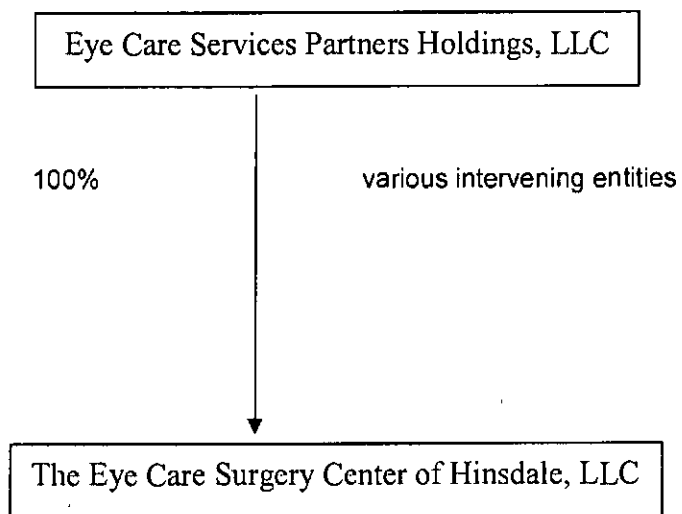 Eye Care Services Partners Holdings, LLC
100% various intervening entities
The Eye Care Surgery Center of Hinsdale, LLC